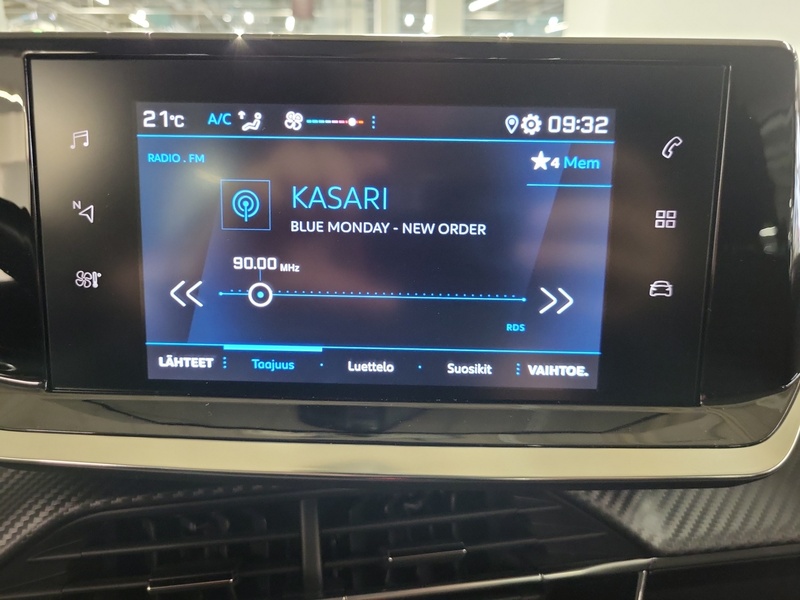 21°C A/C 09:32
RADIO . FM
4 Mem
KASARI
BLUE MONDAY - NEW ORDER
90.00 MHz
N
RDS
LÄHTEET Taajuus Luettelo Suosikit VAIHTOE.